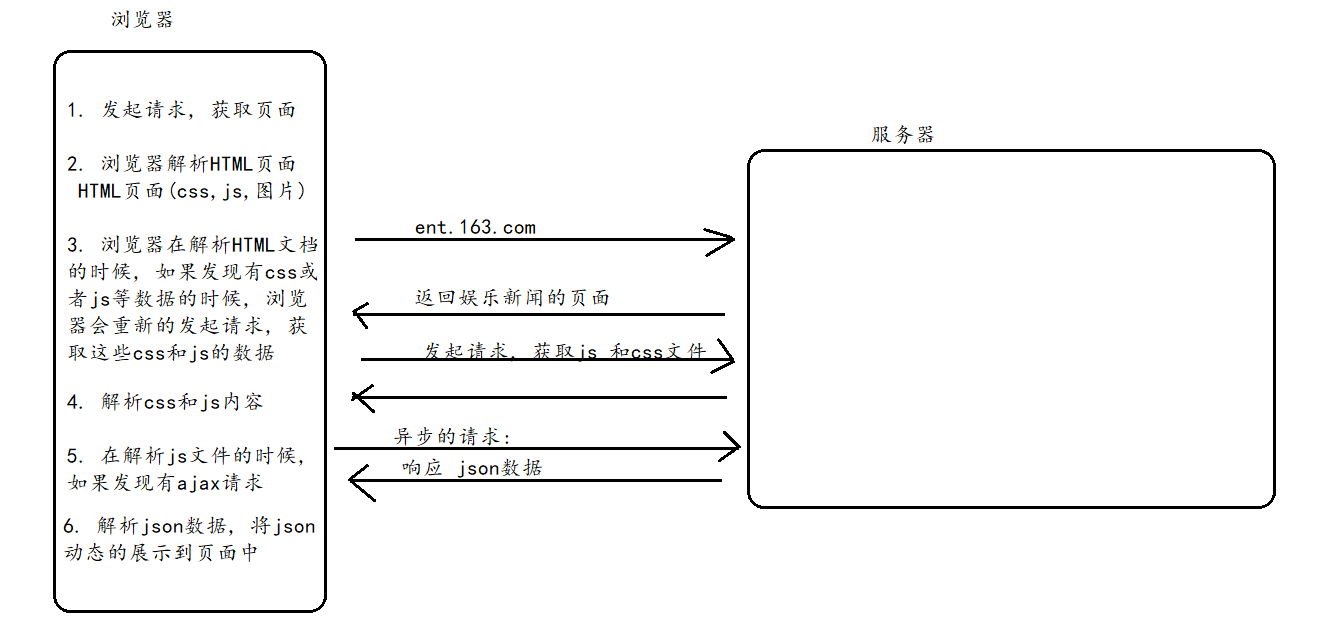 浏览器
1. 发起请求, 获取页面
2. 浏览器解析HTML页面
HTML页面(css,js,图片)
3. 浏览器在解析HTML文档
的时候, 如果发现有css或
者js等数据的时候, 浏览
器会重新的发起请求, 获
取这些css和js的数据
4. 解析css和js内容
5. 在解析js文件的时候,
如果发现有ajax请求
6. 解析json数据, 将json
动态的展示到页面中
ent.163.com
返回娱乐新闻的页面
发起请求, 获取js 和css文件
异步的请求:
响应 json数据
服务器